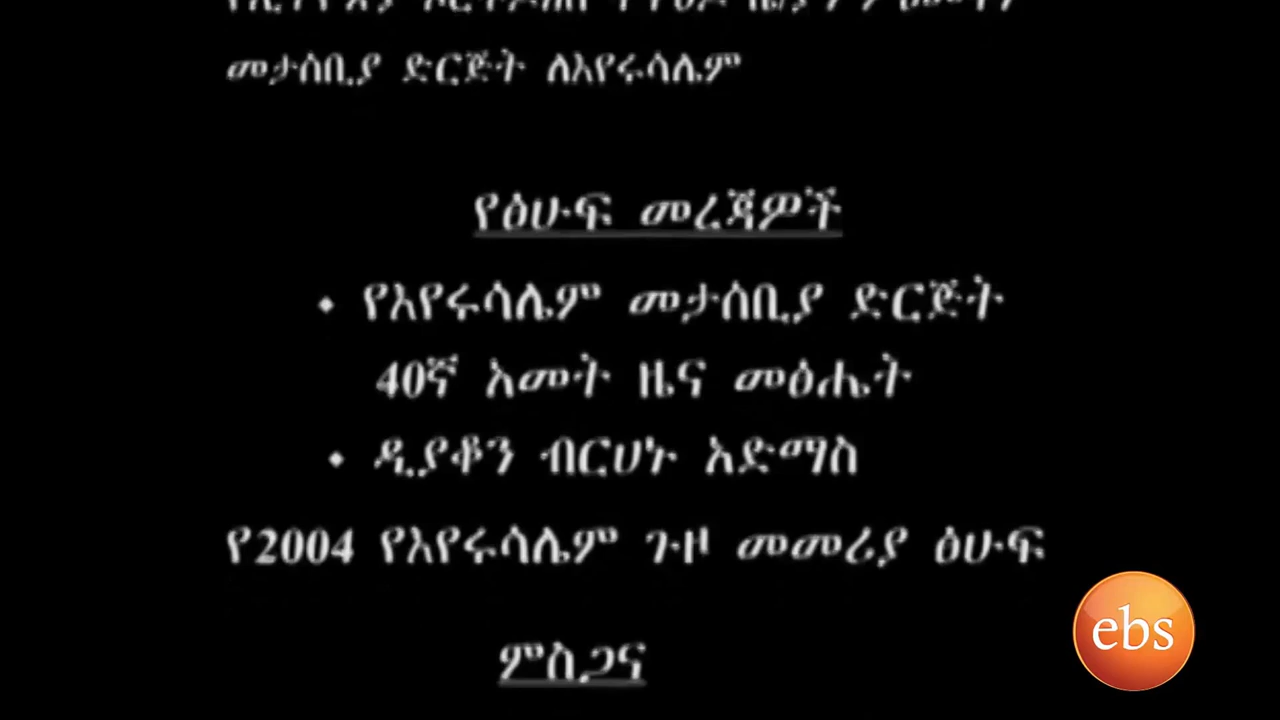 መታሰቢያ ድርጅት ለእየሩሳሌም
የፅሁፍ መረጃዎች
• የእየሩሳሌም መታሰቢያ ድርጅት
40ኛ አመት ዜና መፅሔት
• ዲያቆን ብርሀኑ አድማስ
የ2004 የእየሩሳሌም ጉዞ መመሪያ ፅሁፍ
ebs
ምስጋና